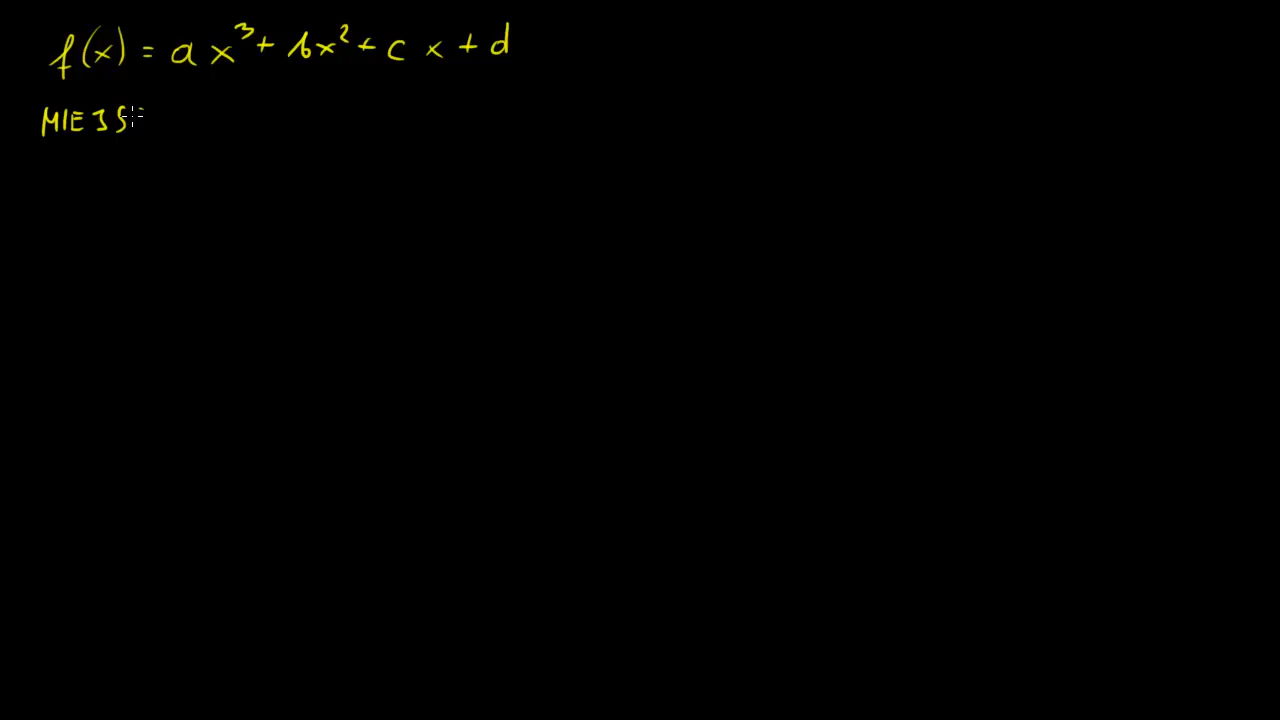 f(x) = ax³ + bx² + cx + d
MIEJS